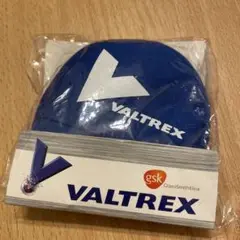 VALTREX
gsk
GlaxoSmithKline
VALTREX